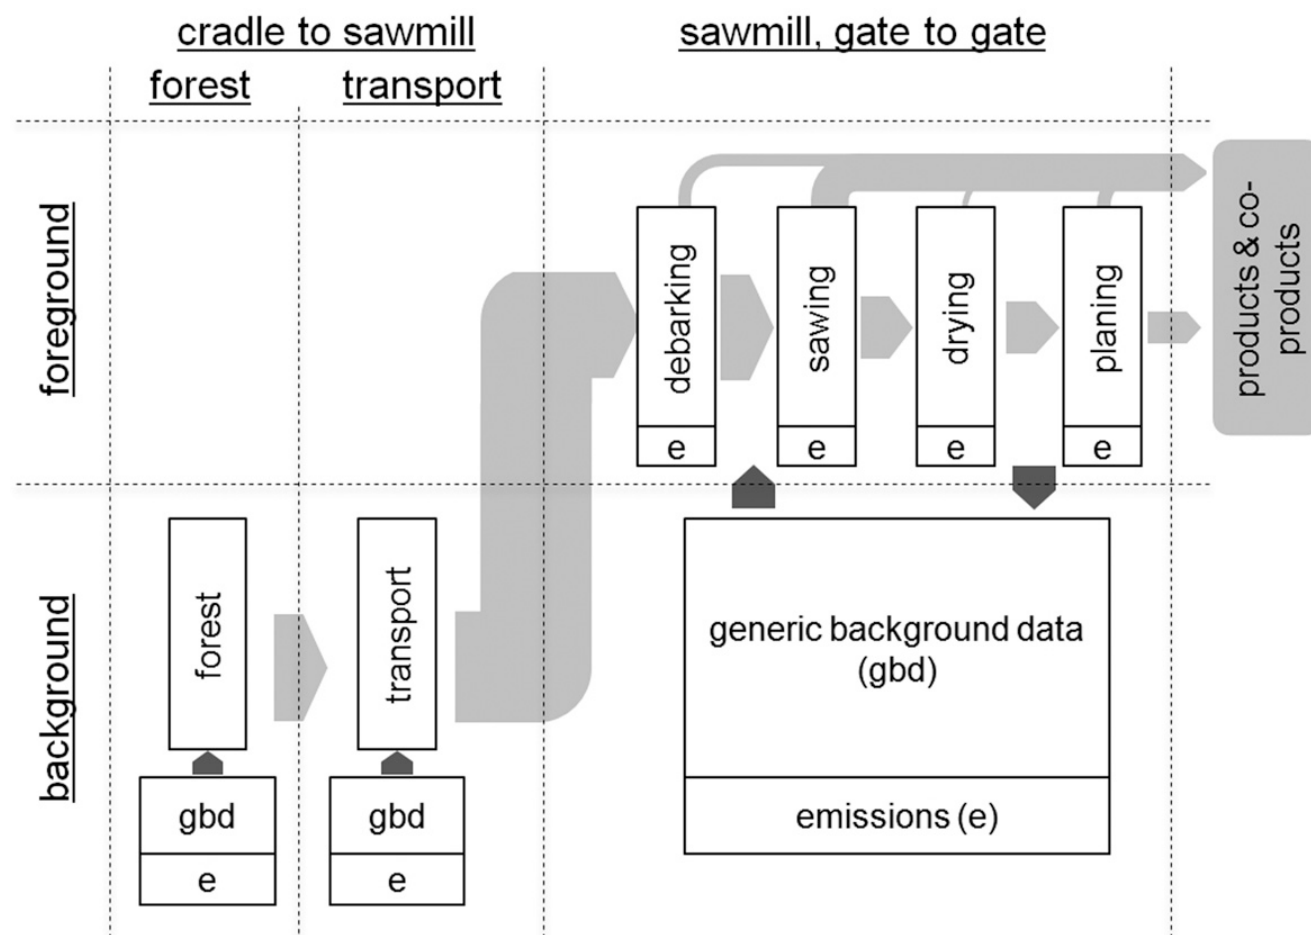 cradle to sawmill
sawmill, gate to gate
forest
transport
foreground
debarking
e
sawing
e
drying
e
planing
e
products & co-
products
background
forest
gbd
e
transport
gbd
e
generic background data
(gbd)
emissions (e)